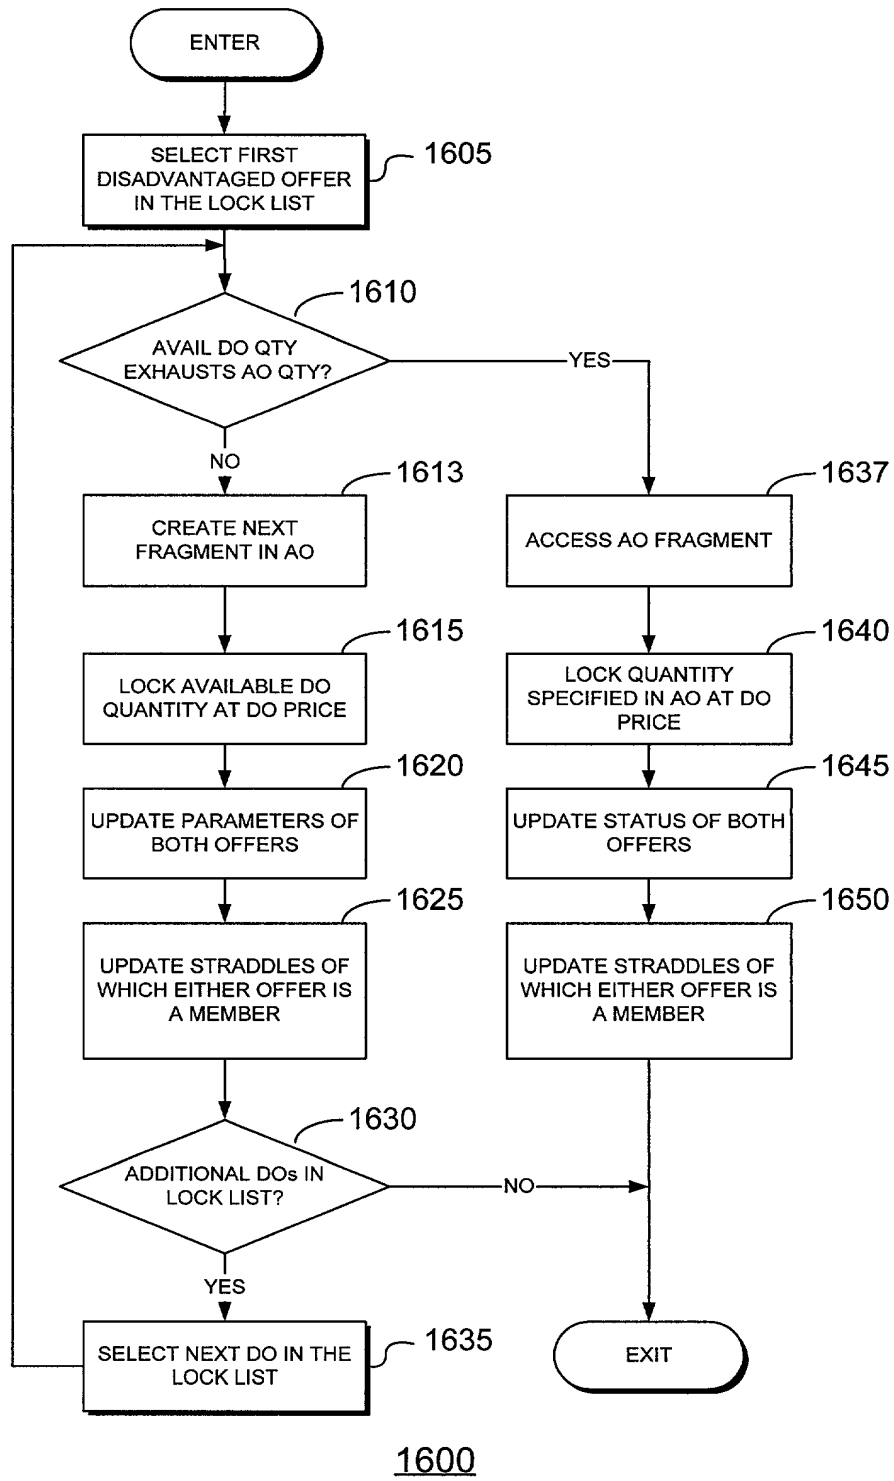 ENTER
SELECT FIRST
DISADVANTAGED OFFER
IN THE LOCK LIST
1605
1610
AVAIL DO QTY
EXHAUSTS AO QTY?
YES
NO
1613
CREATE NEXT
FRAGMENT IN AO
1637
ACCESS AO FRAGMENT
1615
LOCK AVAILABLE DO
QUANTITY AT DO PRICE
1640
LOCK QUANTITY
SPECIFIED IN AO AT DO
PRICE
1620
UPDATE PARAMETERS OF
BOTH OFFERS
1645
UPDATE STATUS OF BOTH
OFFERS
1625
UPDATE STRADDLES OF
WHICH EITHER OFFER IS
A MEMBER
1650
UPDATE STRADDLES OF
WHICH EITHER OFFER IS
A MEMBER
1630
ADDITIONAL DOs IN
LOCK LIST?
NO
YES
1635
SELECT NEXT DO IN THE
LOCK LIST
EXIT
1600